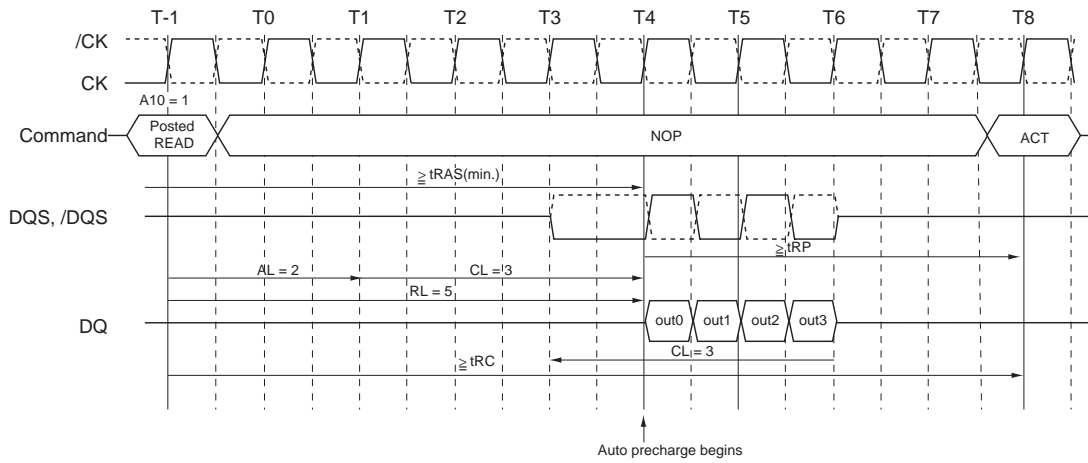 T-1 T0 T1 T2 T3 T4 T5 T6 T7 T8
/CK
CK
A10 = 1
Command
Posted
READ
NOP
ACT
≧ tRAS(min.)
DQS, /DQS
≧ tRP
AL = 2
CL = 3
RL = 5
DQ
out0 out1 out2 out3
CL = 3
≧ tRC
Auto precharge begins